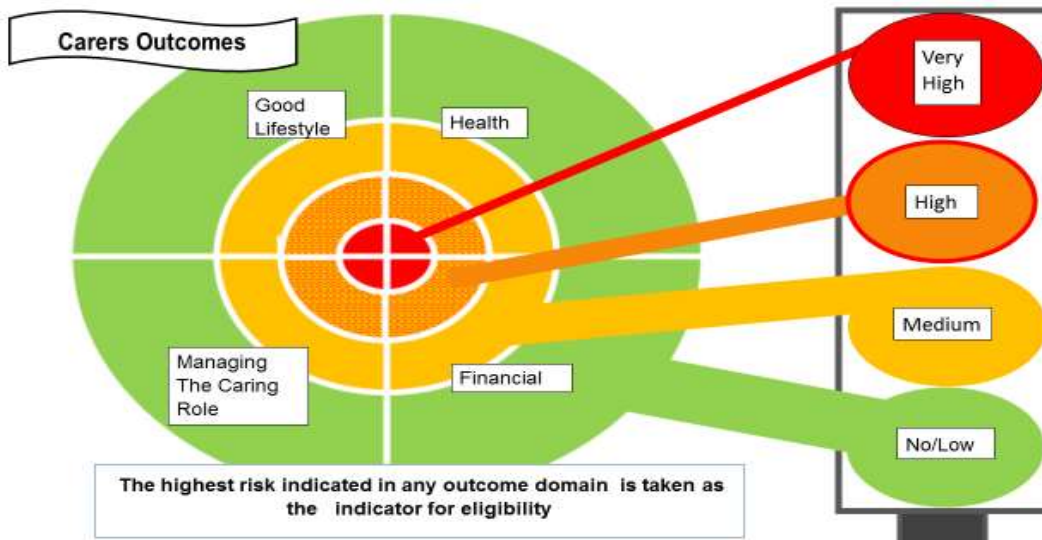 Carers Outcomes
Good
Lifestyle
Health
Managing
The Caring
Role
Financial
Very
High
High
Medium
No/Low
The highest risk indicated in any outcome domain is taken as
the indicator for eligibility